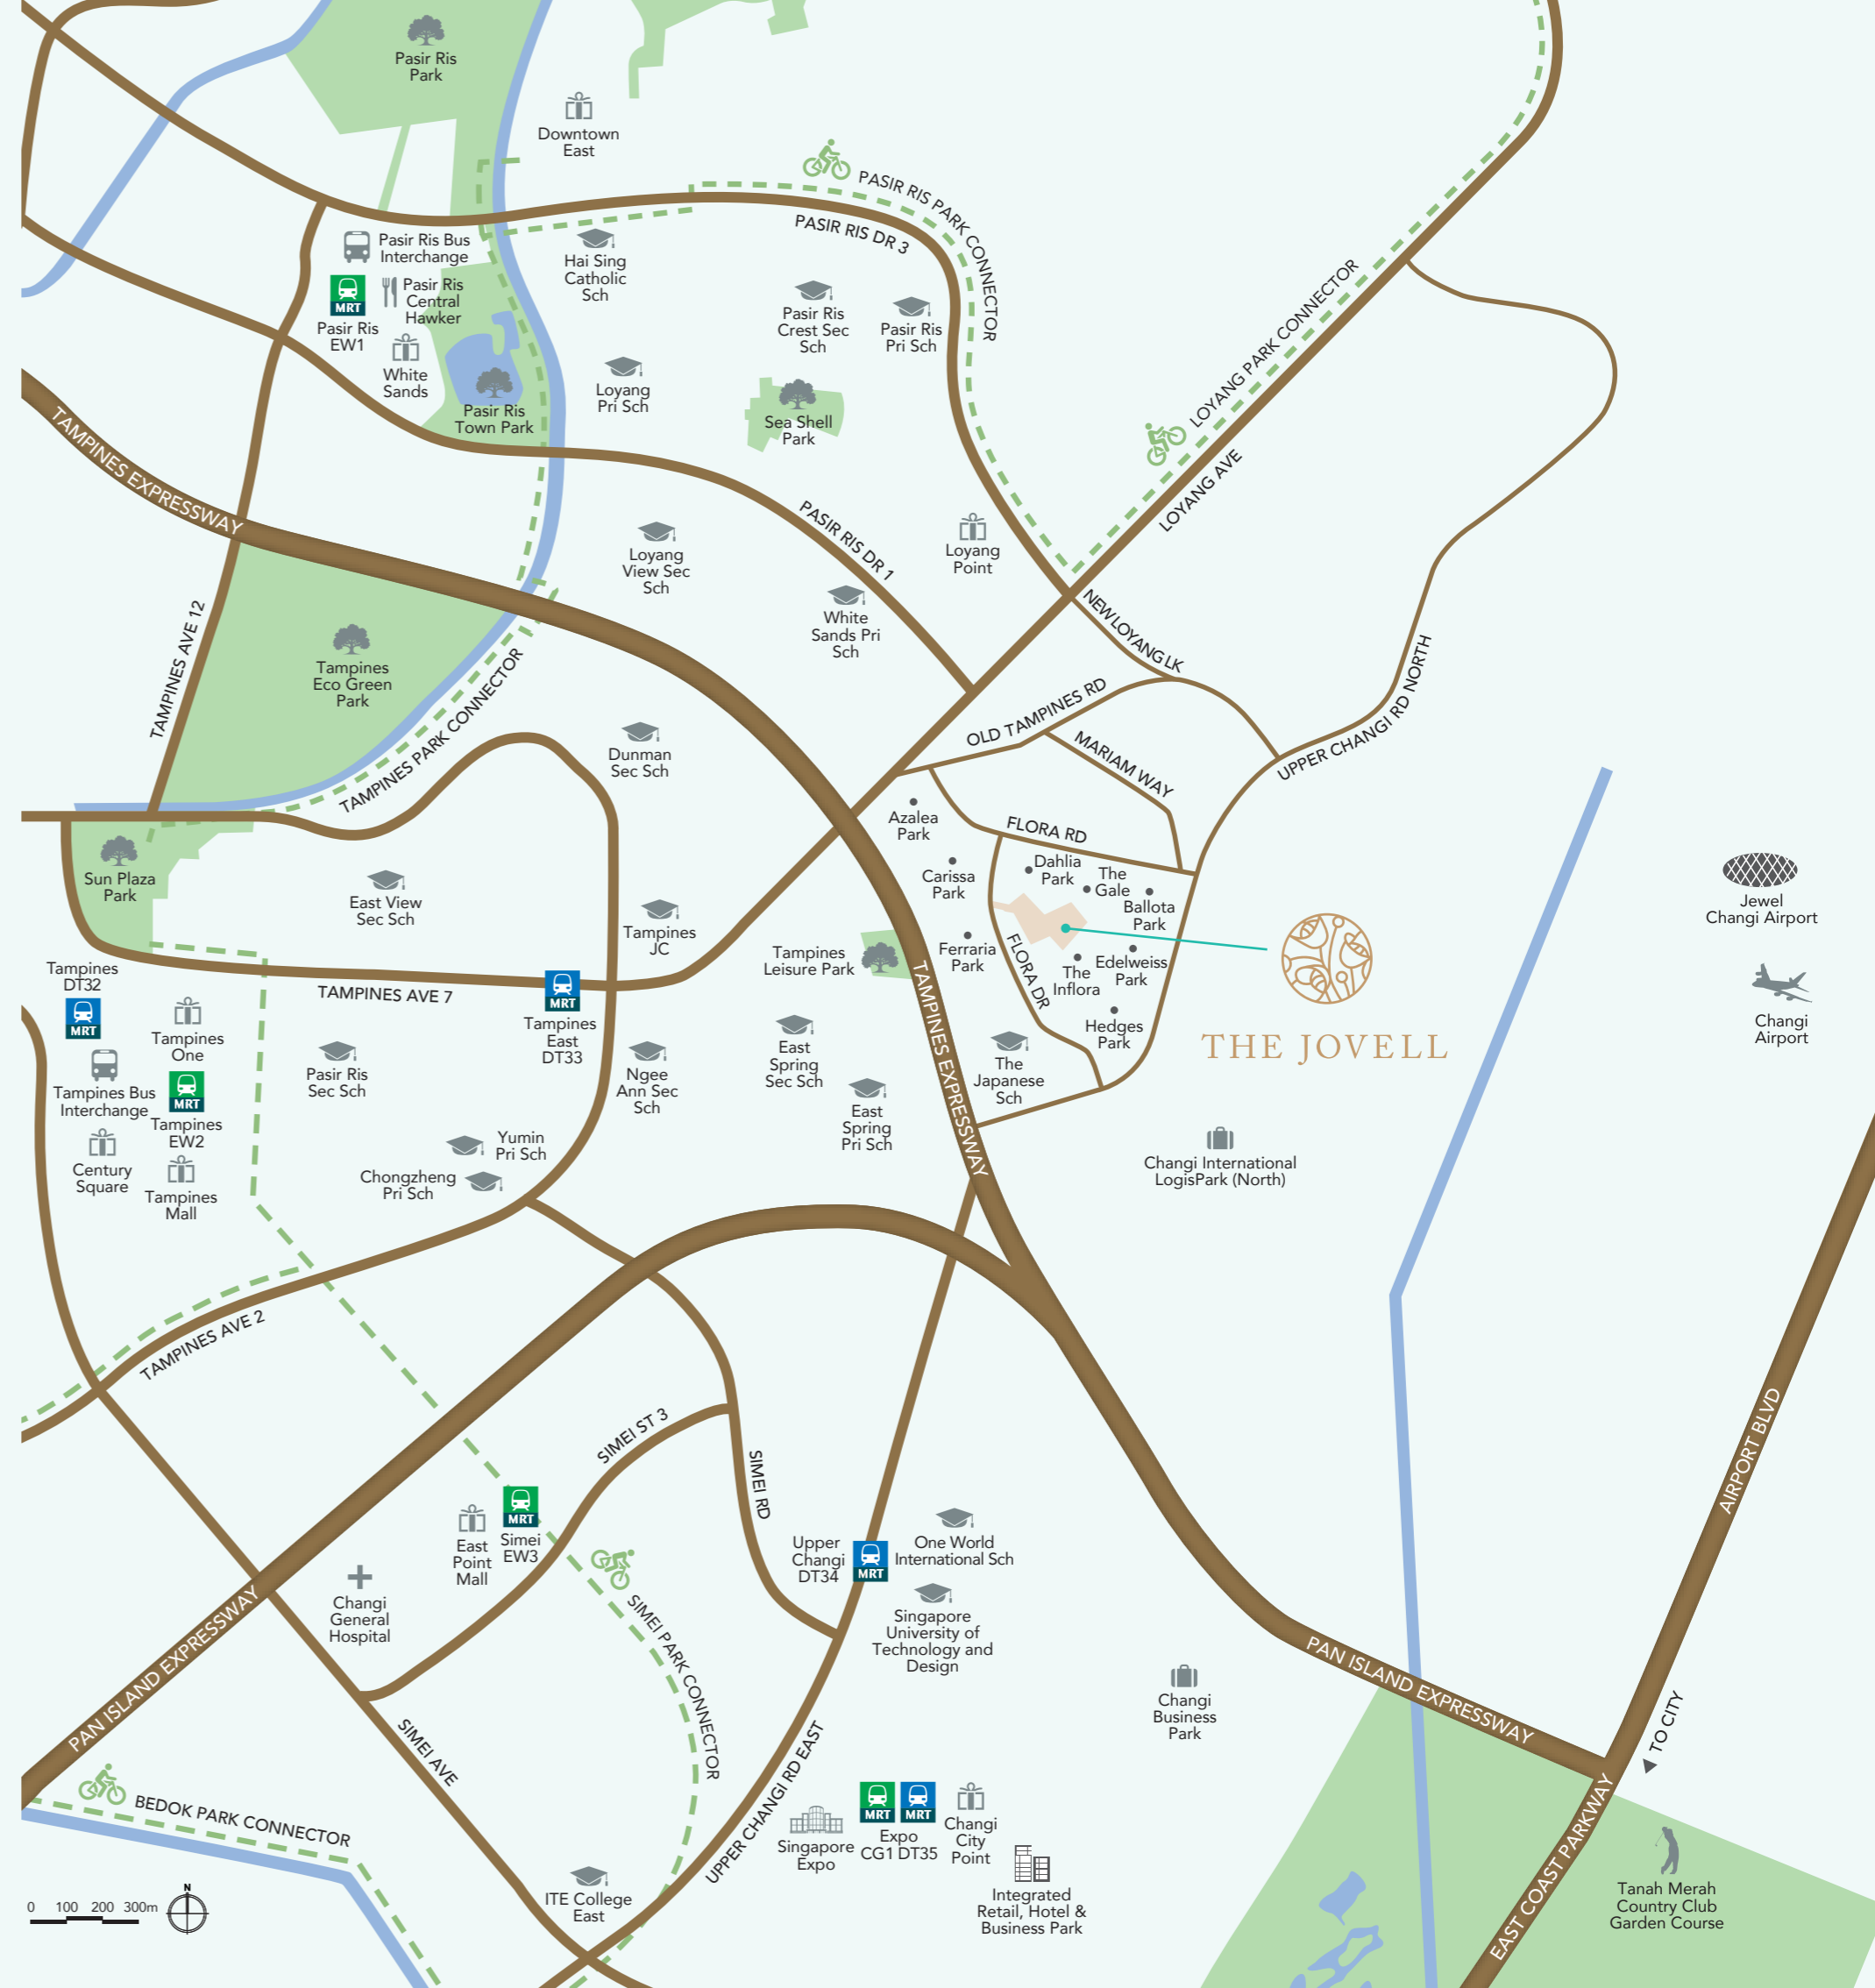 Pasir Ris
Park
Downtown
East
PASIR RIS PARK CONNECTOR
PASIR RIS DR 3
Pasir Ris Bus
Interchange
Hai Sing
Catholic
Sch
MRT
Pasir Ris
EW1
Pasir Ris
Central
Hawker
White
Sands
Pasir Ris
Town Park
Loyang
Pri Sch
Pasir Ris
Crest Sec
Sch
Pasir Ris
Pri Sch
Sea Shell
Park
LOYANG PARK CONNECTOR
LOYANG AVE
TAMPINES EXPRESSWAY
PASIR RIS DR 1
Loyang
Point
Loyang
View Sec
Sch
White
Sands Pri
Sch
NEW LOYANG LK
TAMPINES AVE 12
Tampines
Eco Green
Park
TAMPINES PARK CONNECTOR
OLD TAMPINES RD
MARIAM WAY
UPPER CHANGI RD NORTH
Dunman
Sec Sch
Azalea
Park
FLORA RD
Carissa
Park
Dahlia
Park
The
Gale
Ballota
Park
Sun Plaza
Park
East View
Sec Sch
Tampines
JC
Tampines
Leisure Park
Ferraria
Park
FLORA DR
The
Inflora
Edelweiss
Park
Hedges
Park
THE JOVELL
Jewel
Changi Airport
Changi
Airport
Tampines
DT32
MRT
TAMPINES AVE 7
MRT
Tampines
East
DT33
Tampines
One
Tampines Bus
Interchange
MRT
Tampines
EW2
Century
Square
Tampines
Mall
Pasir Ris
Sec Sch
Ngee
Ann Sec
Sch
East
Spring
Sec Sch
East
Spring
Pri Sch
TAMPINES EXPRESSWAY
The
Japanese
Sch
Yumin
Pri Sch
Chongzheng
Pri Sch
Changi International
LogisPark (North)
TAMPINES AVE 2
SIMEI ST 3
SIMEI RD
AIRPORT BLVD
MRT
Simei
EW3
East
Point
Mall
Changi
General
Hospital
Upper
Changi
DT34
MRT
One World
International Sch
Singapore
University of
Technology and
Design
SIMEI PARK CONNECTOR
PAN ISLAND EXPRESSWAY
PAN ISLAND EXPRESSWAY
Changi
Business
Park
TO CITY
SIMEI AVE
UPPER CHANGI RD EAST
BEDOK PARK CONNECTOR
MRT
MRT
Singapore
Expo
Expo
CG1 DT35
Changi
City
Point
EAST COAST PARKWAY
Integrated
Retail, Hotel &
Business Park
ITE College
East
Tanah Merah
Country Club
Garden Course
0 100 200 300m
N